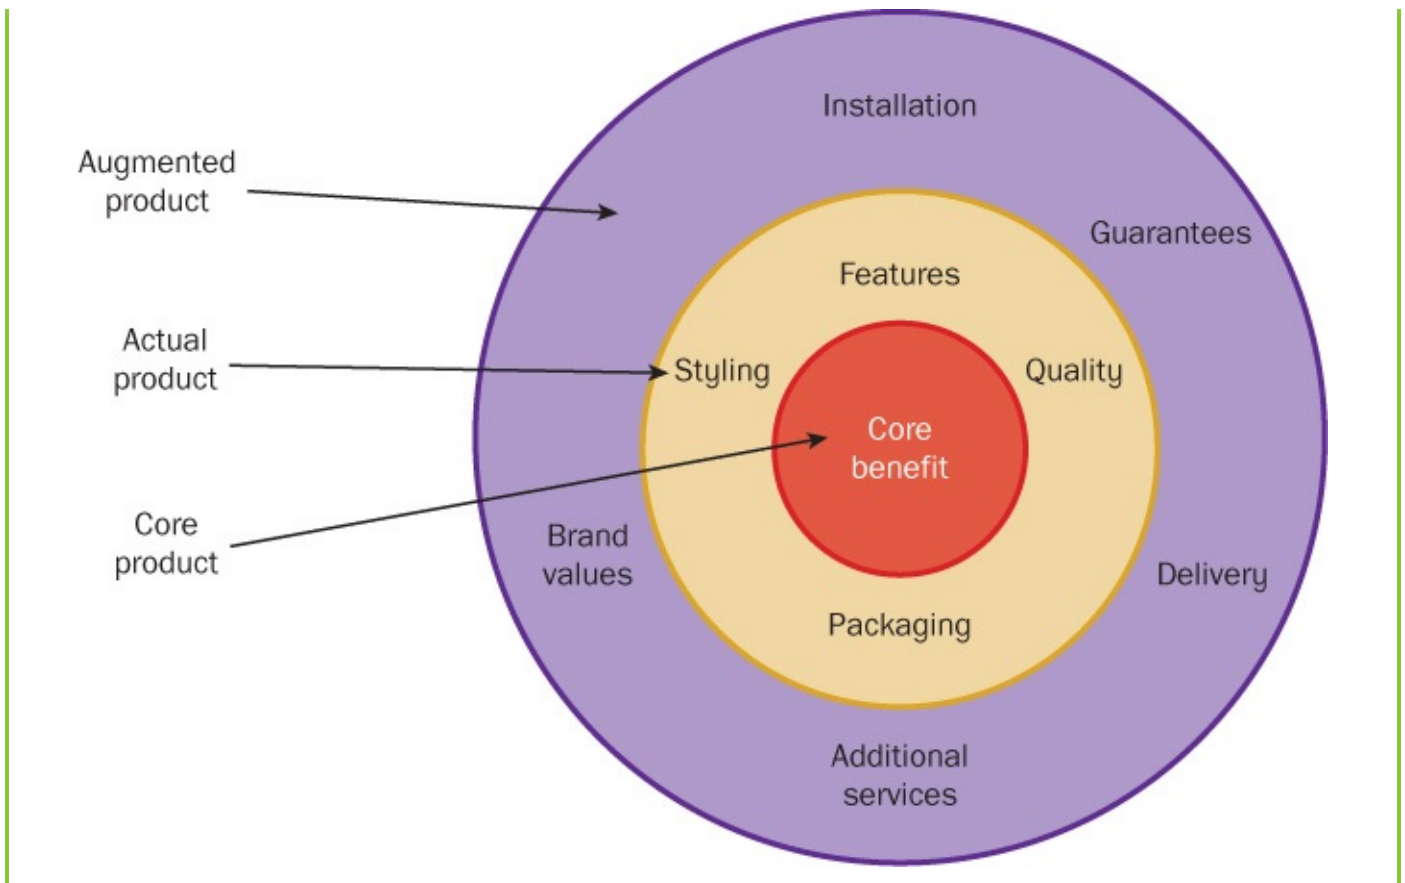 Installation
Augmented
product
Guarantees
Features
Actual
product
Styling
Quality
Core
benefit
Core
product
Brand
values
Delivery
Packaging
Additional
services